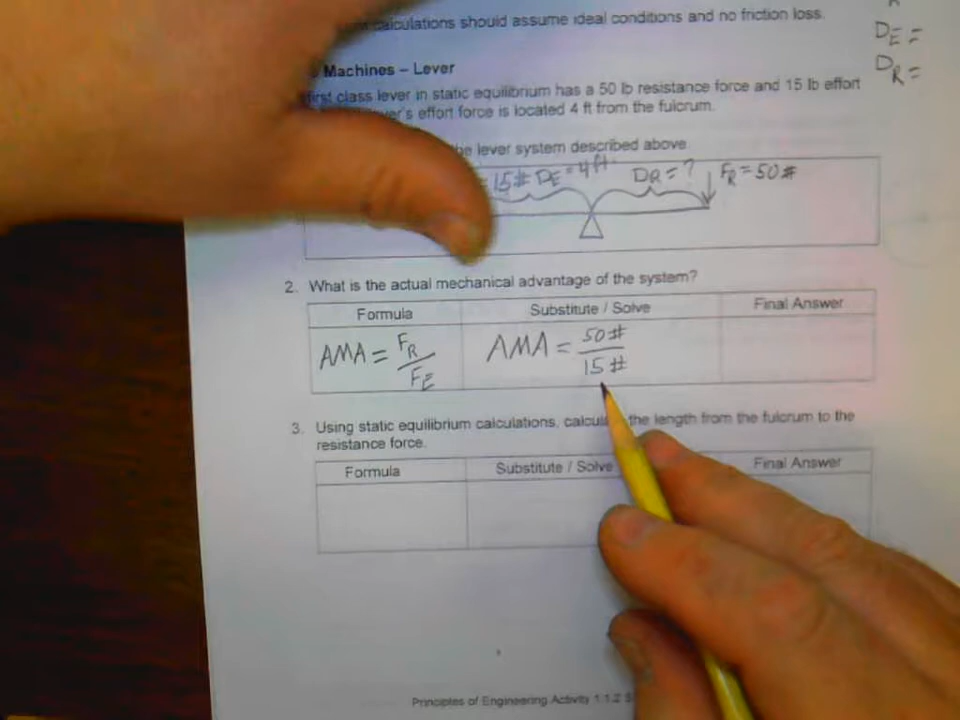 calculations should assume ideal conditions and no friction loss.
DE =
DR =
Machines – Lever
first class lever in static equilibrium has a 50 lb resistance force and 15 lb effort
effort force is located 4 ft from the fulcrum.
lever system described above.
15# DE = 4ft. DR = ? FR = 50#
2. What is the actual mechanical advantage of the system?
Formula Substitute / Solve Final Answer
AMA = FR/FE AMA = 50#/15#
3. Using static equilibrium calculations, the length from the fulcrum to the
resistance force.
Formula Substitute / Solve Final Answer
Principles of Engineering Activity 1.1.2